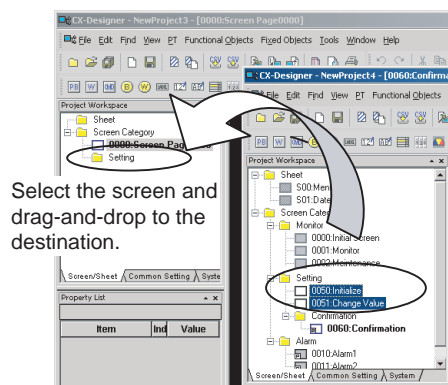 CX-Designer - NewProject3 - [0000:Screen Page0000]
File Edit Find View PT Functional Objects Fixed Objects Tools Window Help
Project Workspace
Sheet
Screen Category
0000:Screen
Setting
Select the screen and
drag-and-drop to the
destination.
Screen/Sheet Common Setting Syste
Property List
Item Ind Value
CX-Designer - NewProject4 - [0060:Confirma
Edit Find View PT Functional Objects
Project Workspace
Sheet
S00:Men
S01:Date
Screen Cate
Monitor
0000:Initial Screen
0001:Monitor
0002:Maintenance
Setting
0050:Initialize
0051:Change Value
Confirmation
0060:Confirmation
Alarm
0010:Alarm1
0011:Alarm2
Screen/Sheet Common Setting System